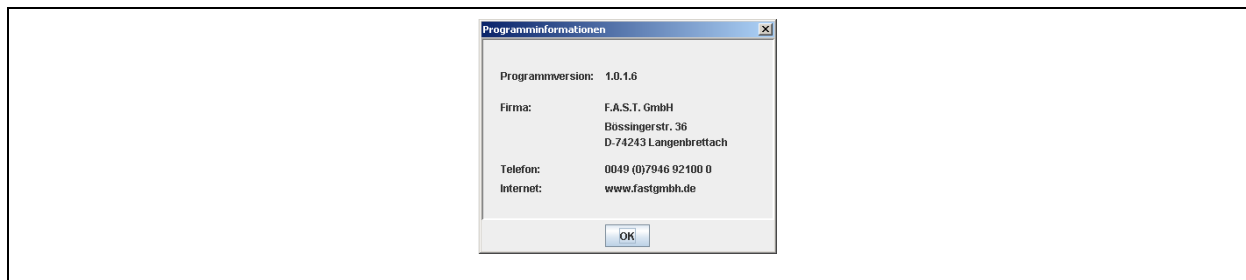 Programminformationen
Programmversion: 1.0.1.6
Firma: F.A.S.T. GmbH
Bössingerstr. 36
D-74243 Langenbrettach
Telefon: 0049 (0)7946 92100 0
Internet: www.fastgmbh.de
OK